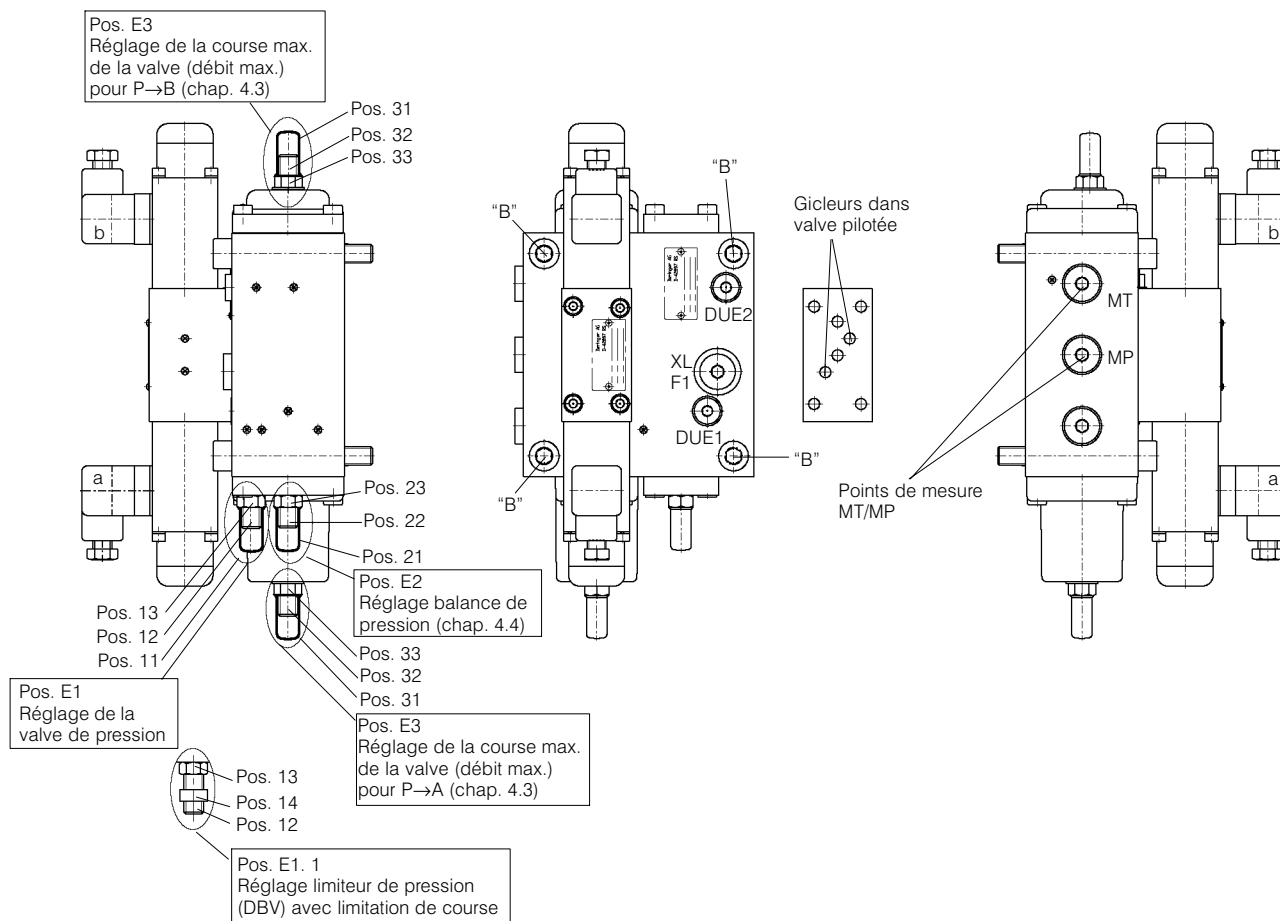 Pos. E3
Réglage de la course max.
de la valve (débit max.)
pour P→B (chap. 4.3)
Pos. 31
Pos. 32
Pos. 33
b
a
Pos. 23
Pos. 22
Pos. 21
Pos. E2
Réglage balance de
pression (chap. 4.4)
Pos. 13
Pos. 12
Pos. 11
Pos. 33
Pos. 32
Pos. 31
Pos. E1
Réglage de la
valve de pression
Pos. E3
Réglage de la course max.
de la valve (débit max.)
pour P→A (chap. 4.3)
Pos. 13
Pos. 14
Pos. 12
Pos. E1. 1
Réglage limiteur de pression
(DBV) avec limitation de course
“B”
“B”
DUE2
XL
F1
DUE1
“B”
“B”
Gicleurs dans
valve pilotée
MT
MP
Points de mesure
MT/MP
b
a